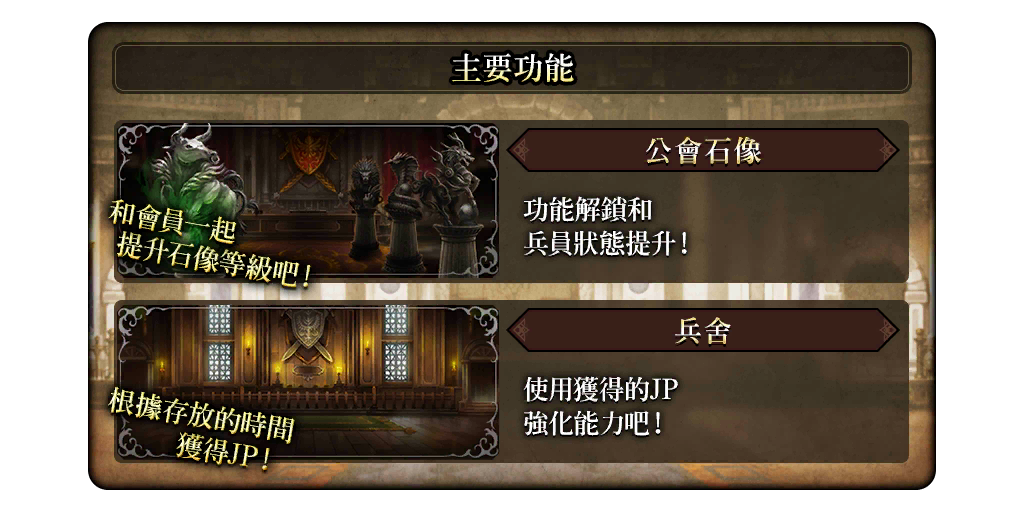 主要功能
公會石像
和會員一起
提升石像等級吧！
功能解鎖和
兵員狀態提升！
兵舍
根據存放的時間
獲得JP！
使用獲得的JP
強化能力吧！